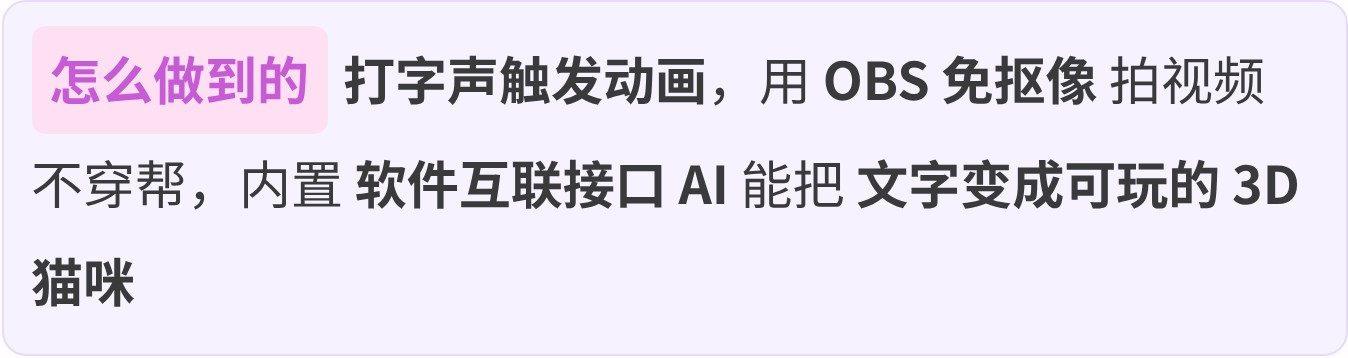 怎么做到的 打字声触发动画，用 OBS 免抠像 拍视频
不穿帮，内置 软件互联接口 AI 能把 文字变成可玩的 3D
猫咪